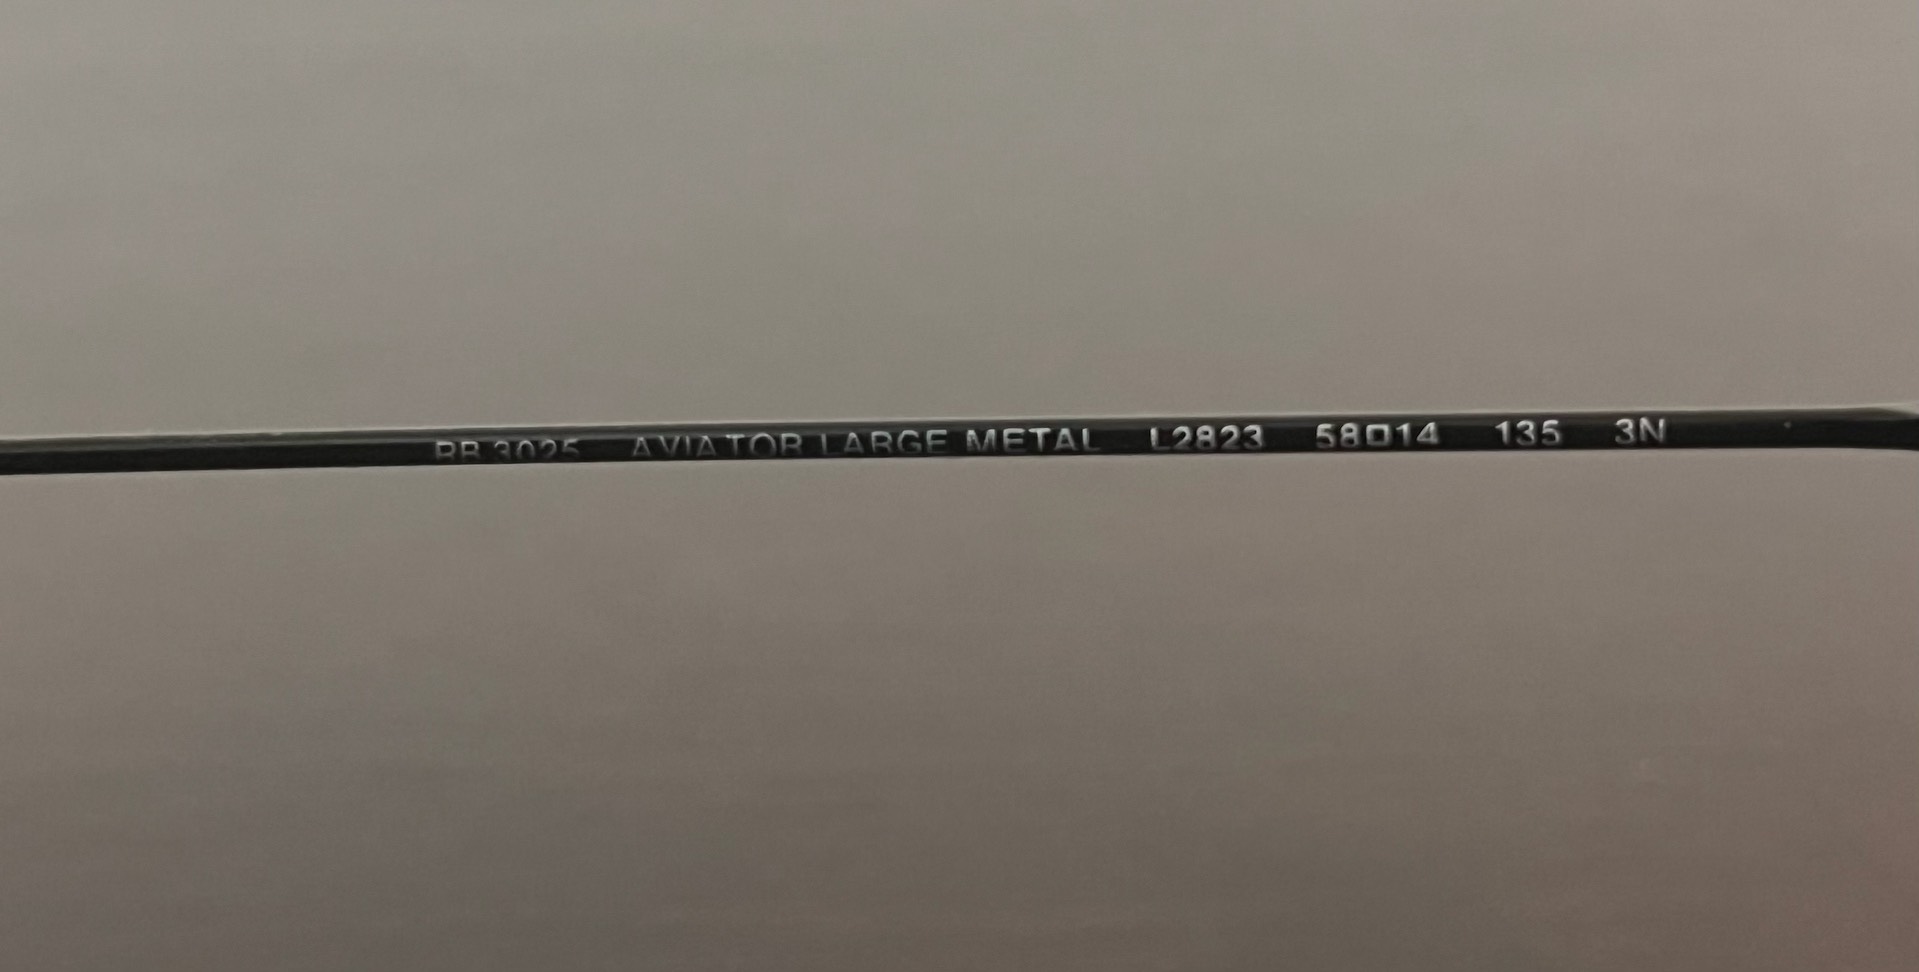 RB 3025 AVIATOR LARGE METAL L2823 58□14 135 3N